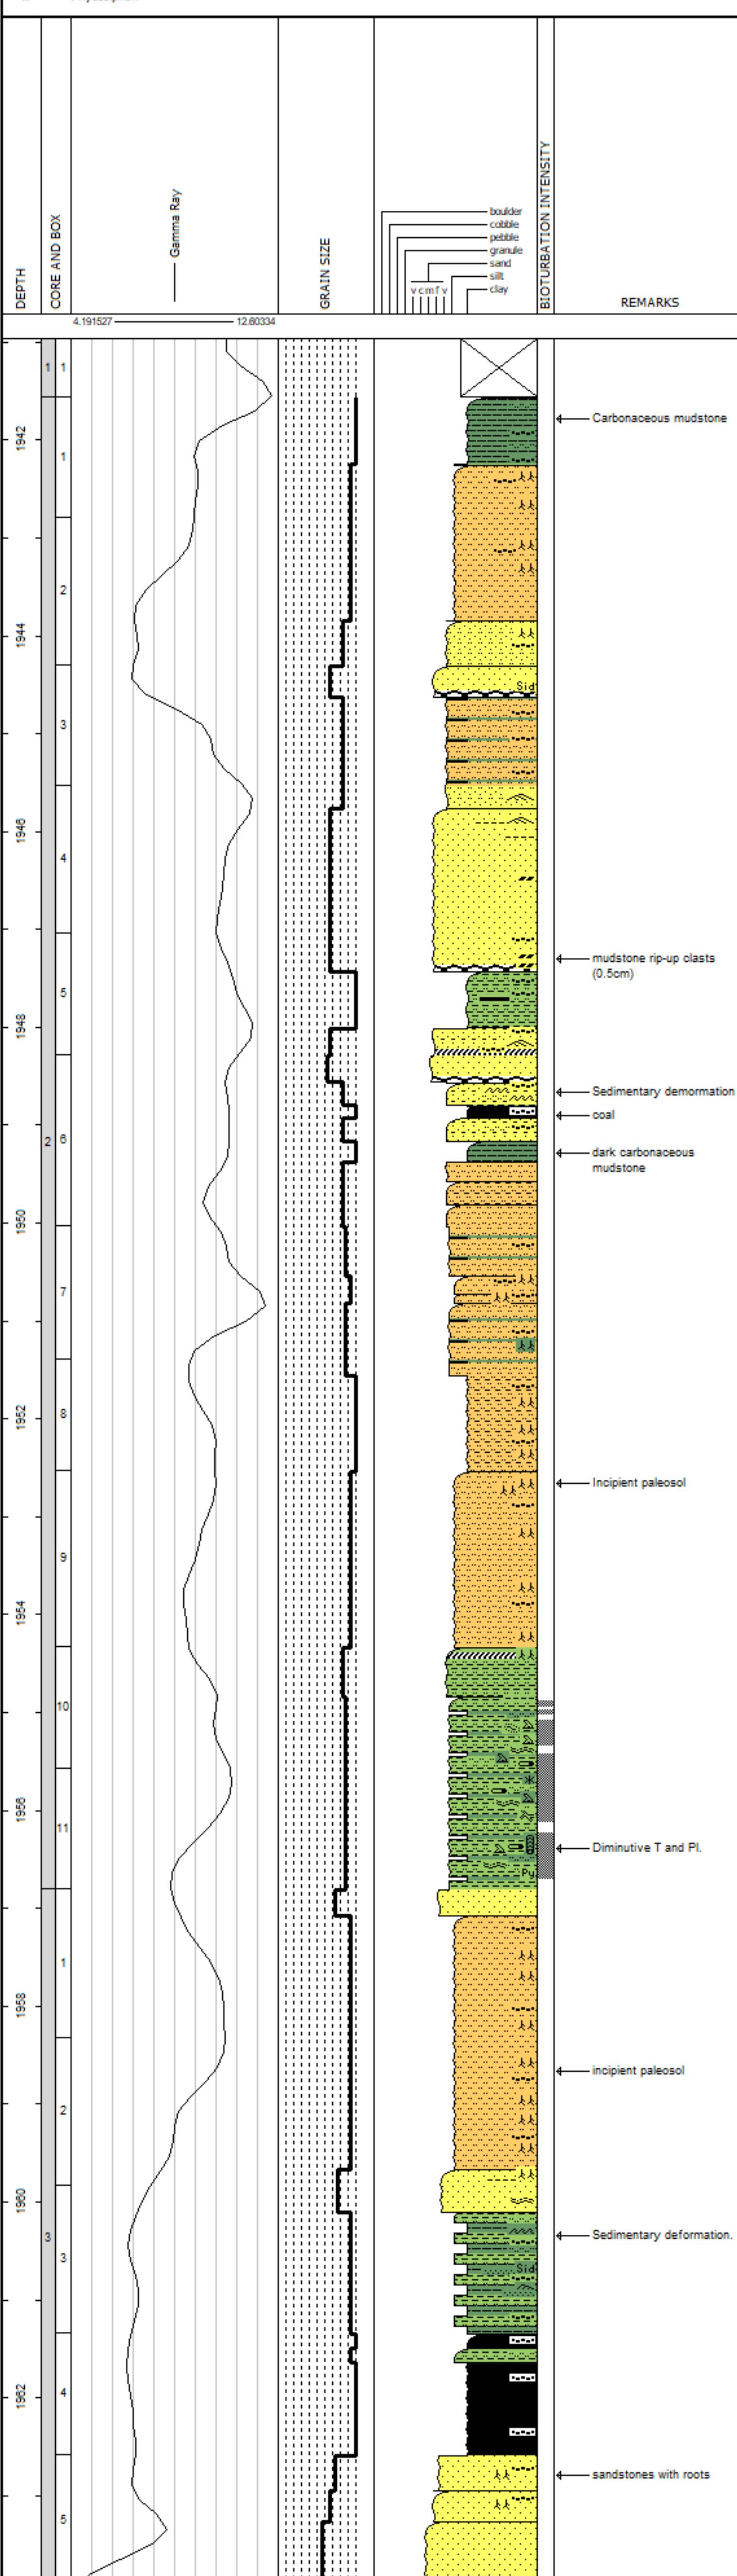 DEPTH
CORE AND BOX
Gamma Ray
GRAIN SIZE
boulder
cobble
pebble
granule
sand
silt
v c m f v
clay
BIOTURBATION INTENSITY
REMARKS
4.191527 12.60334
1 1
Carbonaceous mudstone
1942
1
2
1944
Sid
3
1946
4
mudstone rip-up clasts
(0.5cm)
5
1948
Sedimentary demormation
coal
2 6
dark carbonaceous
mudstone
1950
7
1952
8
Incipient paleosol
9
1954
10
1956
11
Diminutive T and Pl.
Py
1
1958
incipient paleosol
2
1960
Sedimentary deformation.
3 3
Sid
1962
4
sandstones with roots
5